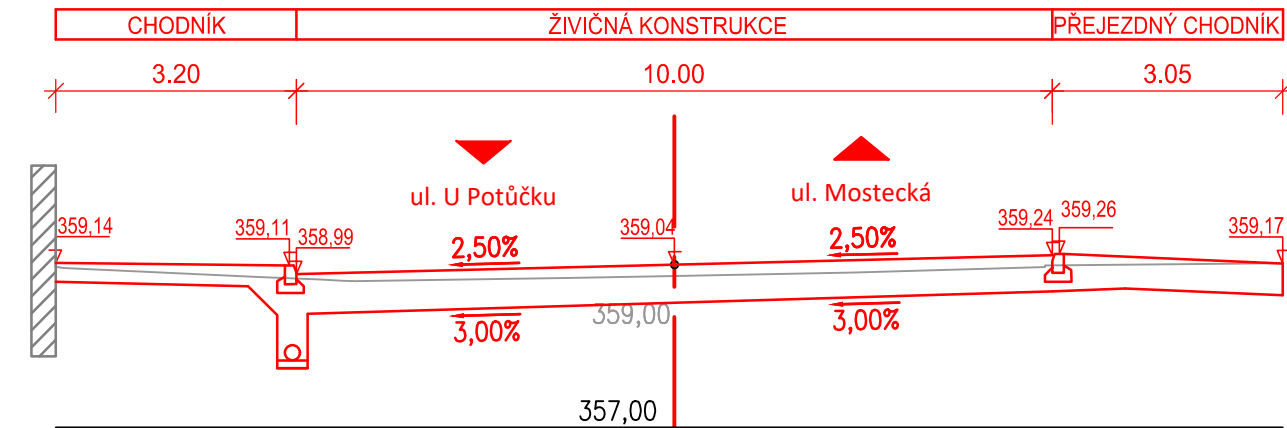 CHODNÍK ŽIVIČNÁ KONSTRUKCE PŘEJEZDNÝ CHODNÍK
3.20 10.00 3.05
ul. U Potůčku ul. Mostecká
359,14 359,11 358,99 359,04 359,24 359,26 359,17
2,50% 2,50%
359,00
3,00% 3,00%
357,00